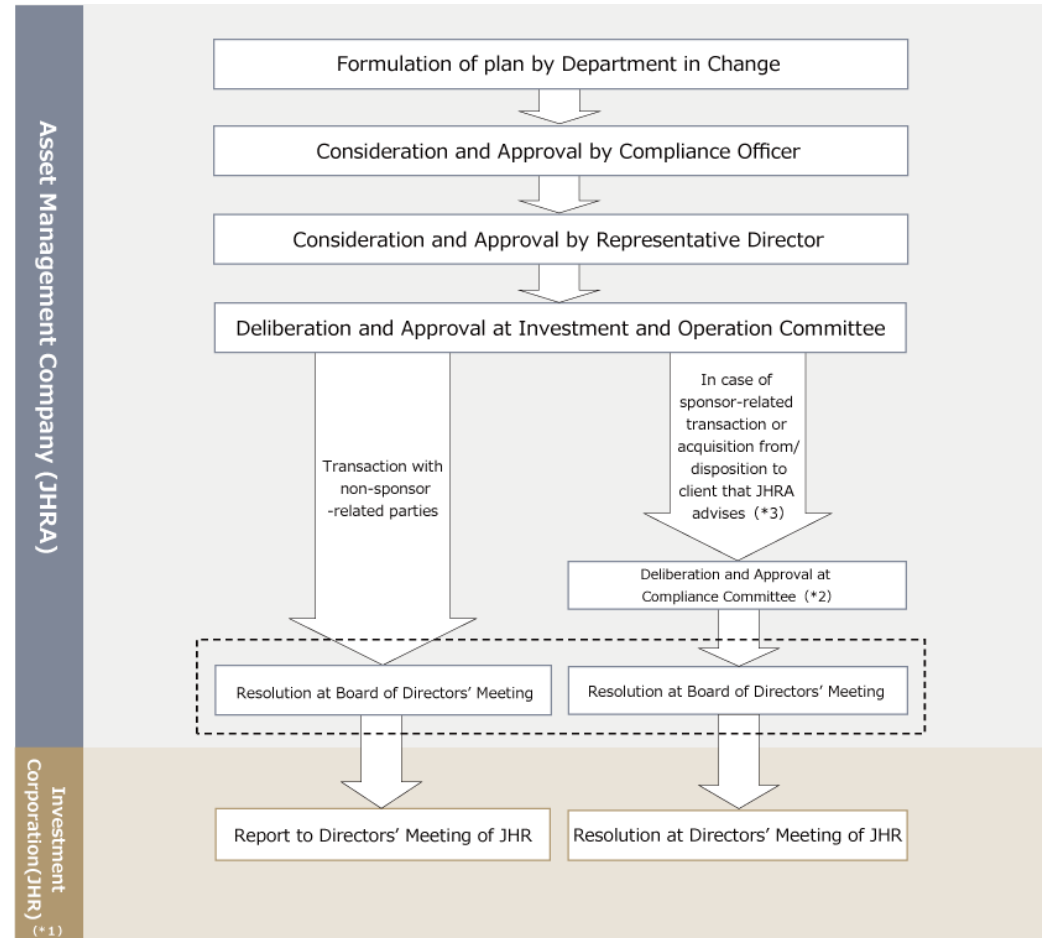 Asset Management Company (JHRA)
Formulation of plan by Department in Change
Consideration and Approval by Compliance Officer
Consideration and Approval by Representative Director
Deliberation and Approval at Investment and Operation Committee
Transaction with
non-sponsor
-related parties
In case of
sponsor-related
transaction or
acquisition from/
disposition to
client that JHRA
advises (*3)
Deliberation and Approval at
Compliance Committee (*2)
Resolution at Board of Directors’ Meeting
Resolution at Board of Directors’ Meeting
Investment
Corporation(JHR)
(*1)
Report to Directors’ Meeting of JHR
Resolution at Directors’ Meeting of JHR